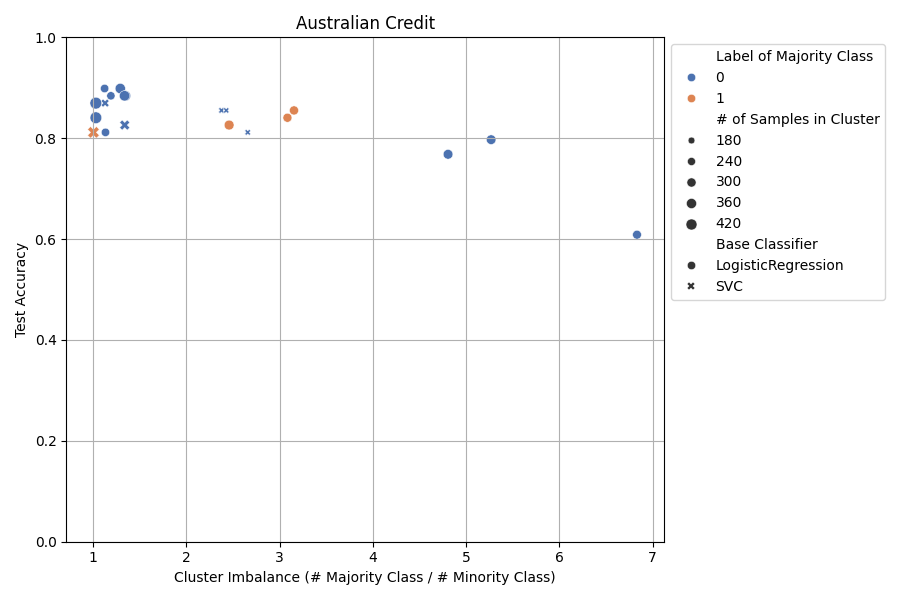 Australian Credit
Test Accuracy
1.0
0.8
0.6
0.4
0.2
0.0
1
2
3
4
5
6
7
Cluster Imbalance (# Majority Class / # Minority Class)
Label of Majority Class
0
1
# of Samples in Cluster
180
240
300
360
420
Base Classifier
LogisticRegression
SVC